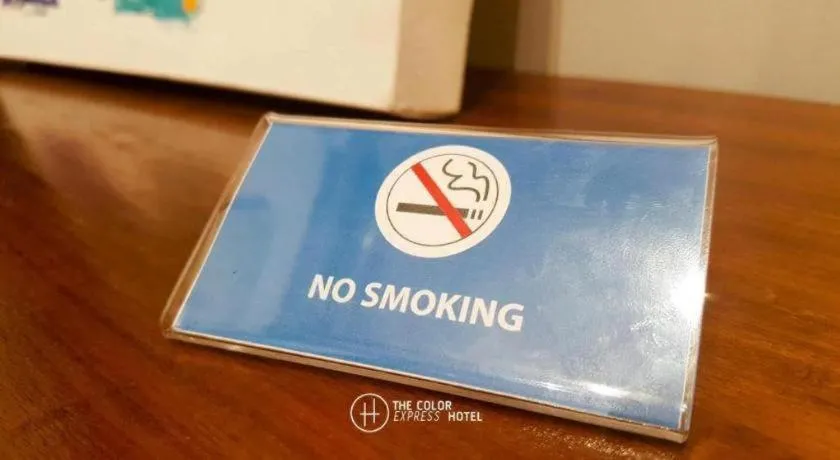 NO SMOKING
THE COLOR
EXPRESS HOTEL